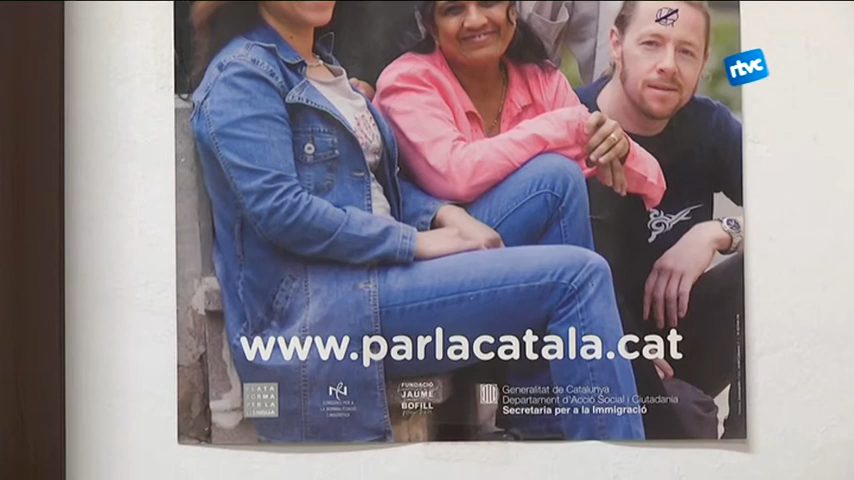 rtvc
www.parlacatala.cat
PLATA
FORMA
PER LA
LLENGUA
CONSORCI PER A
LA NORMALITZACIÓ
LINGÜÍSTICA
FUNDACIÓ
JAUME
BOFILL
Generalitat de Catalunya
Departament d'Acció Social i Ciutadania
Secretaria per a la Immigració